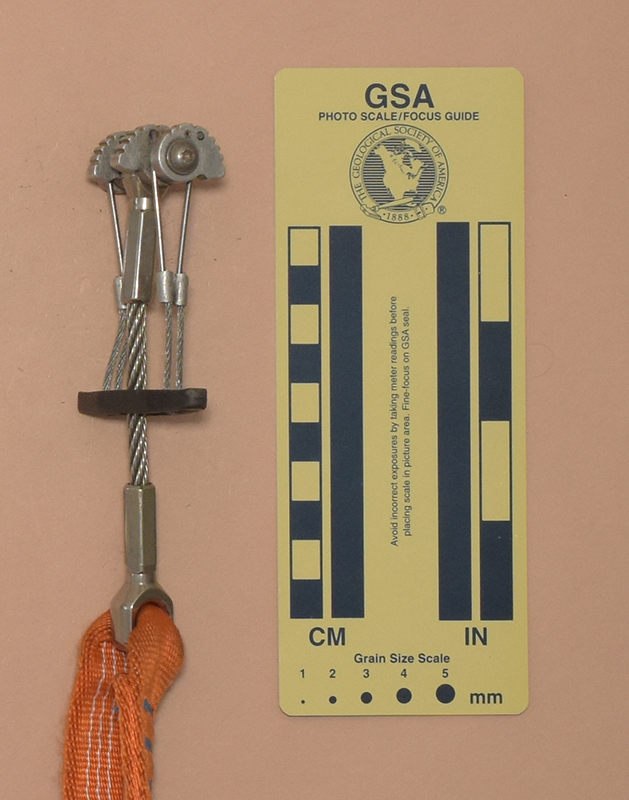 GSA
PHOTO SCALE/FOCUS GUIDE
THE GEOLOGICAL SOCIETY OF AMERICA
·1888·
®
Avoid incorrect exposures by taking meter readings before
placing scale in picture area. Fine-focus on GSA seal.
CM IN
Grain Size Scale
1 2 3 4 5
mm